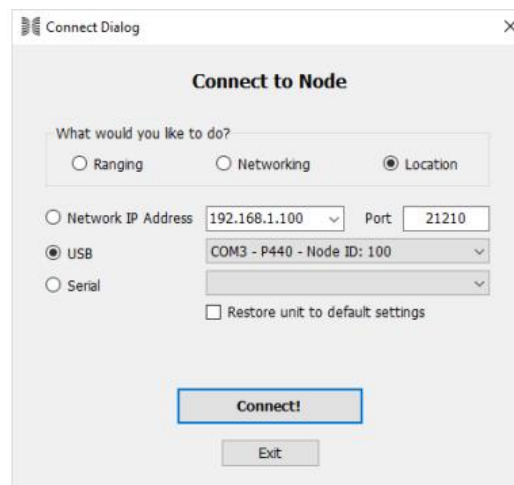 Connect Dialog
Connect to Node
What would you like to do?
Ranging Networking Location
Network IP Address 192.168.1.100 Port 21210
USB COM3 - P440 - Node ID: 100
Serial
Restore unit to default settings
Connect!
Exit